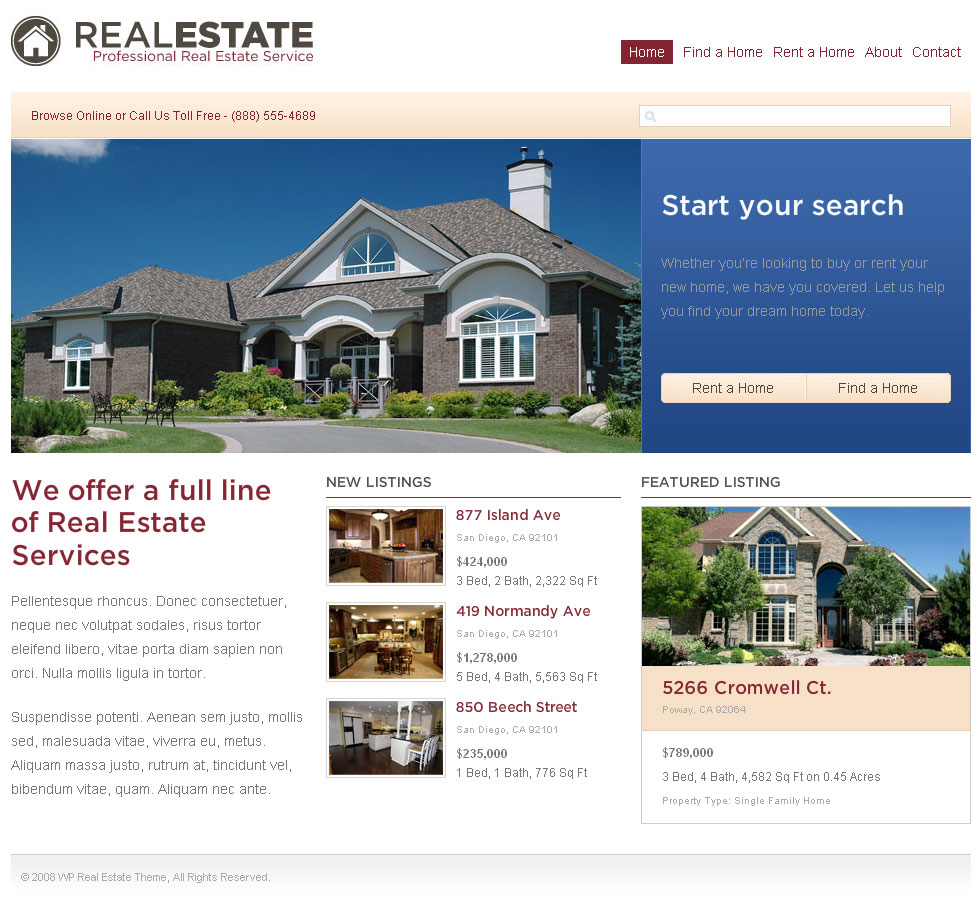 REALESTATE
Professional Real Estate Service
Home Find a Home Rent a Home About Contact
Browse Online or Call Us Toll Free - (888) 555-4689
Start your search
Whether you're looking to buy or rent your
new home, we have you covered. Let us help
you find your dream home today.
Rent a Home Find a Home
We offer a full line
of Real Estate
Services
Pellentesque rhoncus. Donec consectetuer,
neque nec volutpat sodales, risus tortor
eleifend libero, vitae porta diam sapien non
orci. Nulla mollis ligula in tortor.
Suspendisse potenti. Aenean sem justo, mollis
sed, malesuada vitae, viverra eu, metus.
Aliquam massa justo, rutrum at, tincidunt vel,
bibendum vitae, quam. Aliquam nec ante.
NEW LISTINGS
877 Island Ave
San Diego, CA 92101
$424,000
3 Bed, 2 Bath, 2,322 Sq Ft
419 Normandy Ave
San Diego, CA 92101
$1,278,000
5 Bed, 4 Bath, 5,563 Sq Ft
850 Beech Street
San Diego, CA 92101
$235,000
1 Bed, 1 Bath, 776 Sq Ft
FEATURED LISTING
5266 Cromwell Ct.
Poway, CA 92064
$789,000
3 Bed, 4 Bath, 4,582 Sq Ft on 0.45 Acres
Property Type: Single Family Home
© 2008 WP Real Estate Theme, All Rights Reserved.